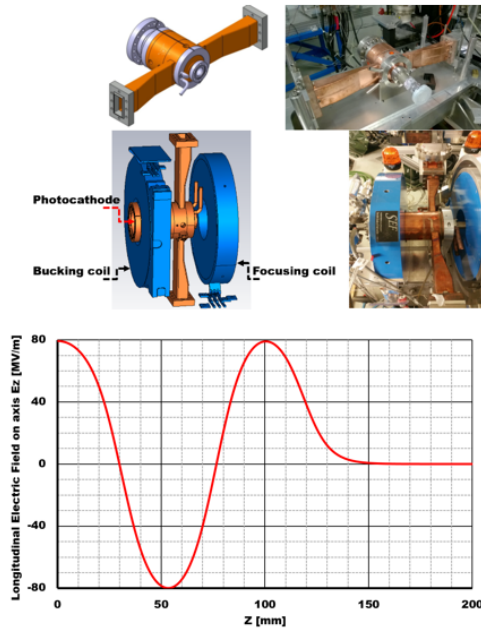 Photocathode
Bucking coil
Focusing coil
Longitudinal Electric Field on axis Ez [MV/m]
80
40
0
-40
-80
0
50
100
150
200
Z [mm]